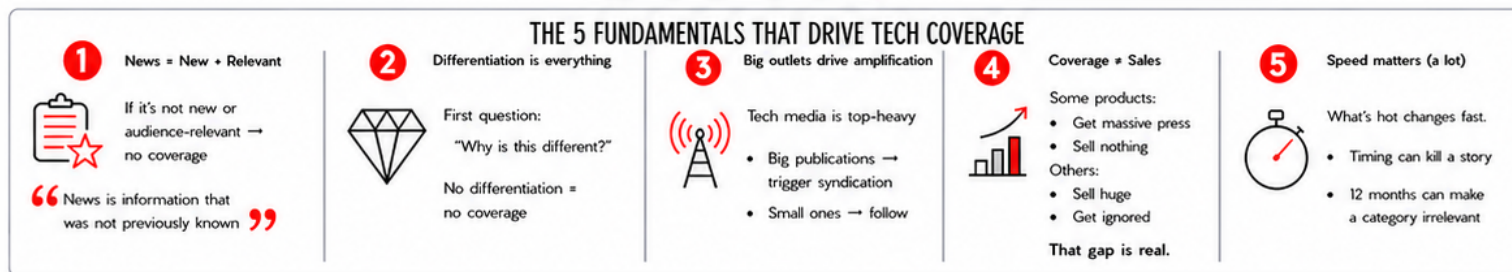 THE 5 FUNDAMENTALS THAT DRIVE TECH COVERAGE
1
News = New + Relevant
If it's not new or
audience-relevant →
no coverage
“ News is information that
was not previously known ”
2
Differentiation is everything
First question:
"Why is this different?"
No differentiation =
no coverage
3
Big outlets drive amplification
Tech media is top-heavy
• Big publications →
trigger syndication
• Small ones → follow
4
Coverage ≠ Sales
Some products:
• Get massive press
• Sell nothing
Others:
• Sell huge
• Get ignored
That gap is real.
5
Speed matters (a lot)
What's hot changes fast.
• Timing can kill a story
• 12 months can make
a category irrelevant